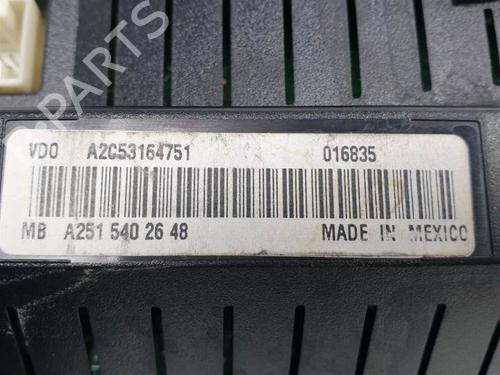 PARTS
VDO A2C53164751 016835
MB A251 540 26 48 MADE IN MEXICO